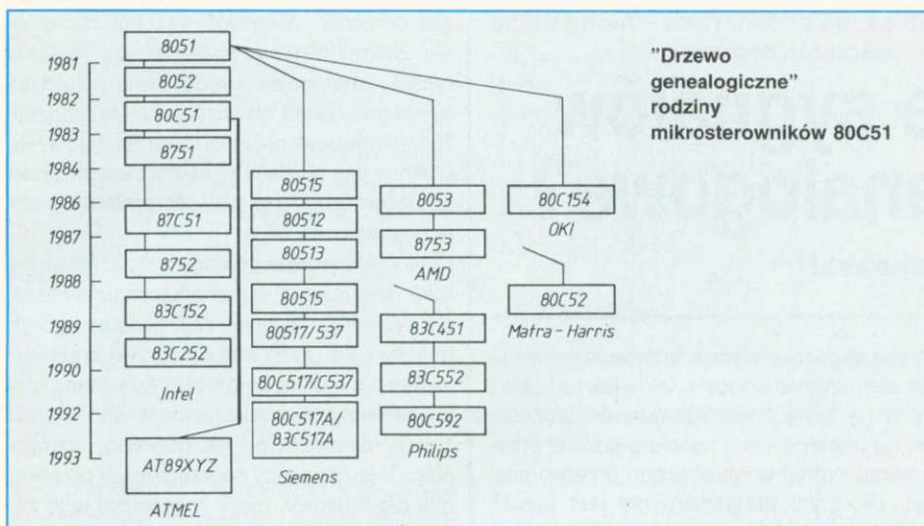 "Drzewo
genealogiczne"
rodziny
mikrosterowników 80C51
1981
1982
1983
1984
1986
1987
1988
1989
1990
1992
1993
8051
8052
80C51
8751
87C51
8752
83C152
83C252
Intel
AT89XYZ
ATMEL
80515
80512
80513
80515
80517/537
80C517/C537
80C517A/
83C517A
Siemens
8053
8753
AMD
83C451
83C552
80C592
Philips
80C154
OKI
80C52
Matra-Harris